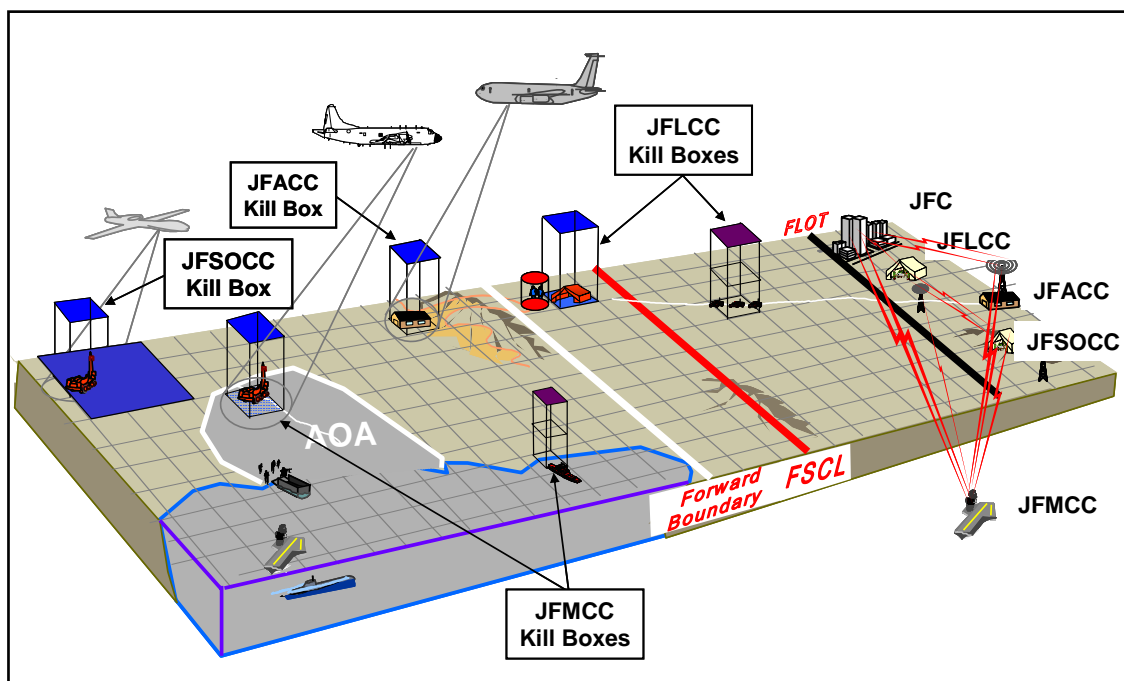 JFLCC
Kill Boxes
JFACC
Kill Box
JFSOCC
Kill Box
FLOT
JFC
JFLCC
JFACC
JFSOCC
AOA
Forward
Boundary
FSCL
JFMCC
JFMCC
Kill Boxes